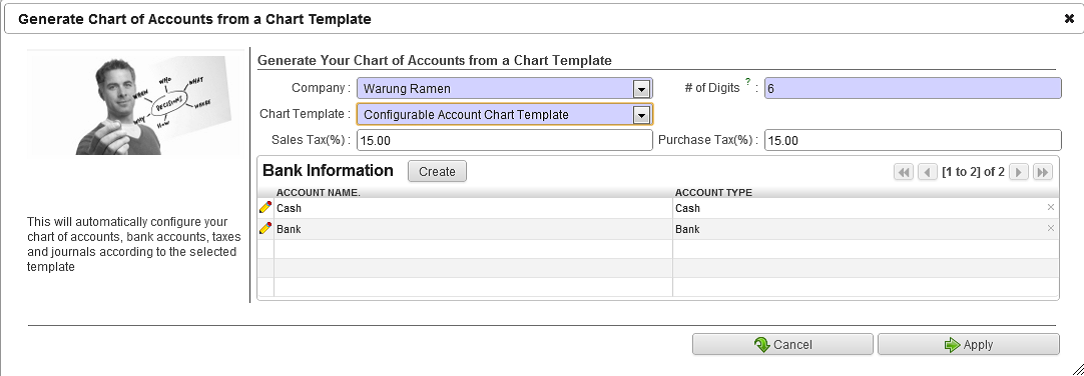 Generate Chart of Accounts from a Chart Template
WHO
WHAT
WHEN
DECISIONS
WHERE
WHY
HOW
Generate Your Chart of Accounts from a Chart Template
Company : Warung Ramen # of Digits ? : 6
Chart Template : Configurable Account Chart Template
Sales Tax(%) : 15.00 Purchase Tax(%) : 15.00
Bank Information Create [1 to 2] of 2
ACCOUNT NAME. ACCOUNT TYPE
Cash Cash
Bank Bank
This will automatically configure your
chart of accounts, bank accounts, taxes
and journals according to the selected
template
Cancel Apply